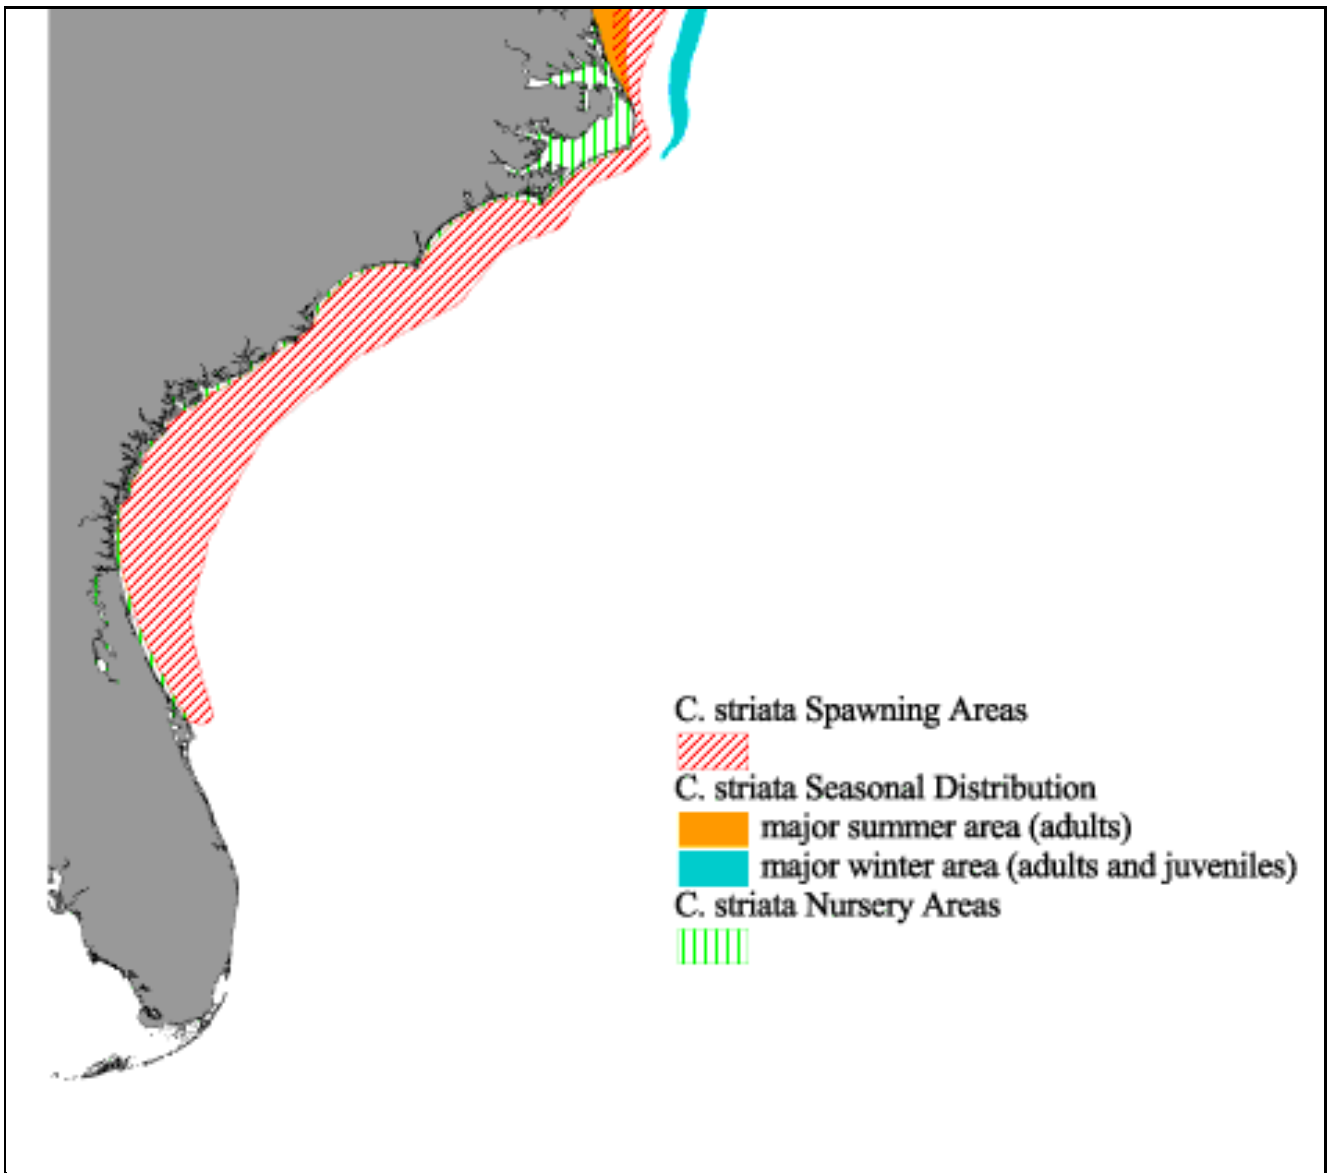 C. striata Spawning Areas
C. striata Seasonal Distribution
major summer area (adults)
major winter area (adults and juveniles)
C. striata Nursery Areas